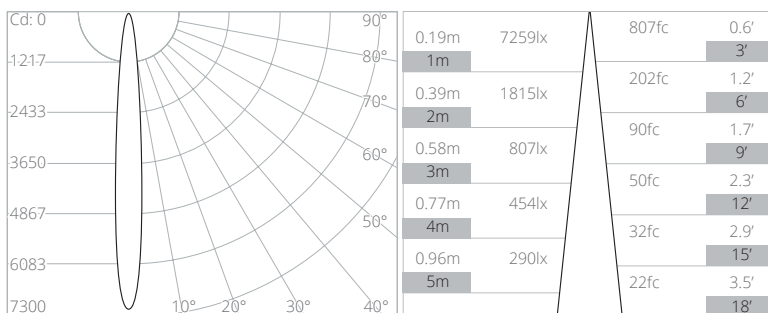 Cd: 0
90°
1217
80°
2433
70°
3650
60°
4867
50°
6083
7300
10°
20°
30°
40°
0.19m 7259lx
1m
0.39m 1815lx
2m
0.58m 807lx
3m
0.77m 454lx
4m
0.96m 290lx
5m
807fc 0.6'
3'
202fc 1.2'
6'
90fc 1.7'
9'
50fc 2.3'
12'
32fc 2.9'
15'
22fc 3.5'
18'